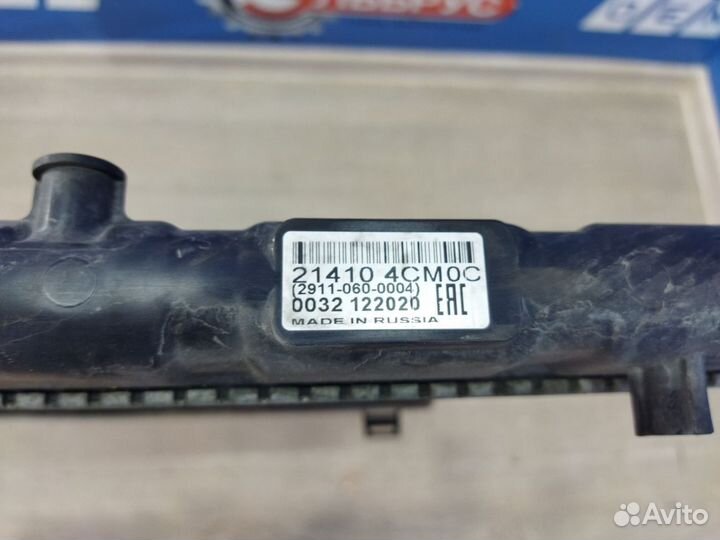 21410 4CM0C
(2911-060-0004)
0032 122020 EAC
MADE IN RUSSIA
Avito